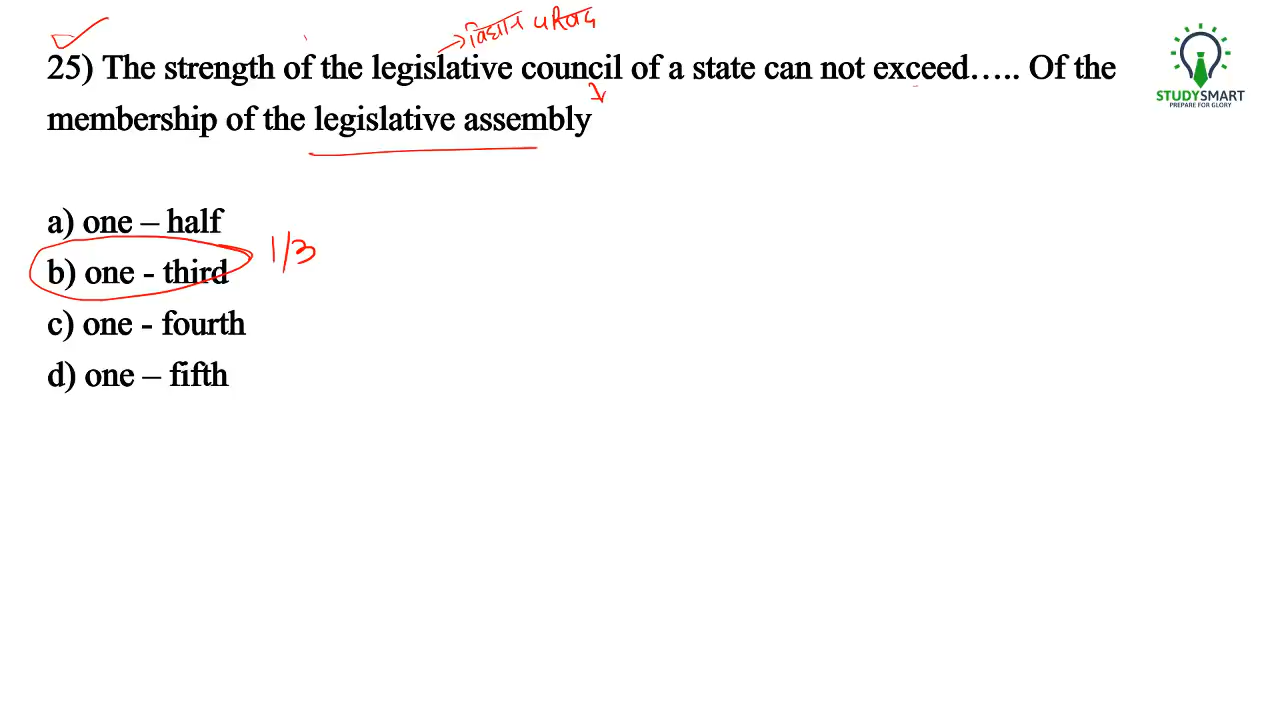 विधान परिषद
25) The strength of the legislative council of a state can not exceed….. Of the
membership of the legislative assembly
a) one – half
b) one - third
1/3
c) one - fourth
d) one – fifth
STUDYSMART
PREPARE FOR GLORY